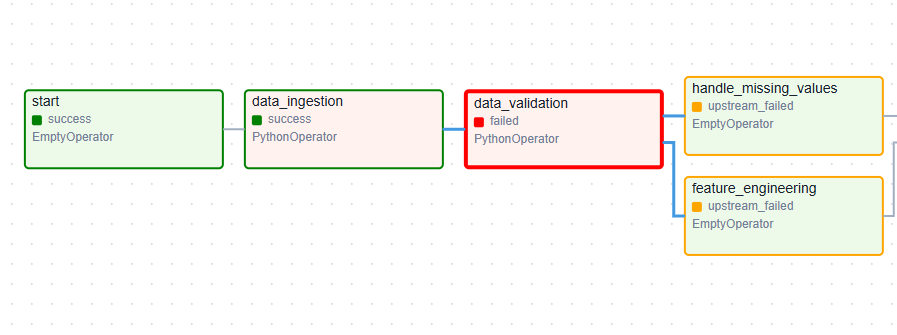 start
success
EmptyOperator
data_ingestion
success
PythonOperator
data_validation
failed
PythonOperator
handle_missing_values
upstream_failed
EmptyOperator
feature_engineering
upstream_failed
EmptyOperator